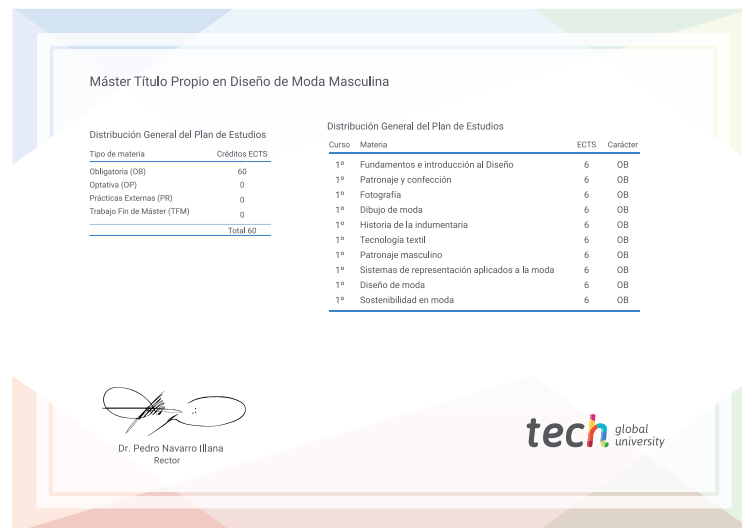 Máster Título Propio en Diseño de Moda Masculina
Distribución General del Plan de Estudios
Tipo de materia Créditos ECTS
Obligatoria (OB) 60
Optativa (OP) 0
Prácticas Externas (PR) 0
Trabajo Fin de Máster (TFM) 0
Total 60
Distribución General del Plan de Estudios
Curso Materia ECTS Carácter
1º Fundamentos e introducción al Diseño 6 OB
1º Patronaje y confección 6 OB
1º Fotografía 6 OB
1º Dibujo de moda 6 OB
1º Historia de la indumentaria 6 OB
1º Tecnología textil 6 OB
1º Patronaje masculino 6 OB
1º Sistemas de representación aplicados a la moda 6 OB
1º Diseño de moda 6 OB
1º Sostenibilidad en moda 6 OB
Dr. Pedro Navarro Illana
Rector
tech global university